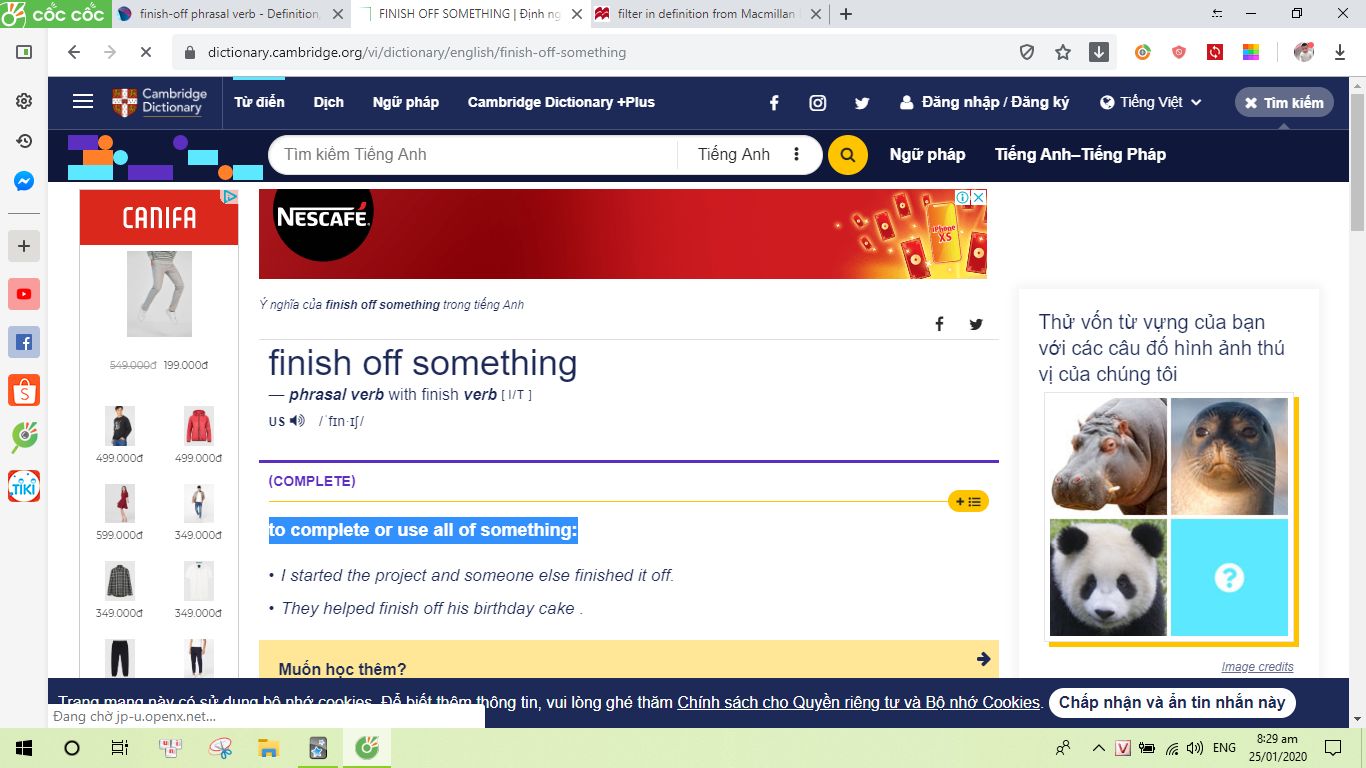 cốc cốc
finish-off phrasal verb - Definition,
FINISH OFF SOMETHING | Định ng
filter in definition from Macmillan
dictionary.cambridge.org/vi/dictionary/english/finish-off-something
Cambridge Dictionary
Từ điển Dịch Ngữ pháp Cambridge Dictionary +Plus
Đăng nhập / Đăng ký
Tiếng Việt
Tìm kiếm
Tìm kiếm Tiếng Anh
Tiếng Anh
Ngữ pháp Tiếng Anh–Tiếng Pháp
CANIFA
549.000đ 199.000đ
499.000đ 499.000đ
599.000đ 349.000đ
349.000đ 349.000đ
NESCAFÉ.
iPhone
XS
Ý nghĩa của finish off something trong tiếng Anh
finish off something
— phrasal verb with finish verb [ I/T ]
US /ˈfɪn·ɪʃ/
(COMPLETE)
to complete or use all of something:
• I started the project and someone else finished it off.
• They helped finish off his birthday cake .
Muốn học thêm?
Thử vốn từ vựng của bạn
với các câu đố hình ảnh thú
vị của chúng tôi
Image credits
Trang mạng này có sử dụng bộ nhớ cookies. Để biết thêm thông tin, vui lòng ghé thăm Chính sách cho Quyền riêng tư và Bộ nhớ Cookies.
Chấp nhận và ẩn tin nhắn này
Đang chờ jp-u.openx.net...
TIKI
ENG
8:29 am
25/01/2020